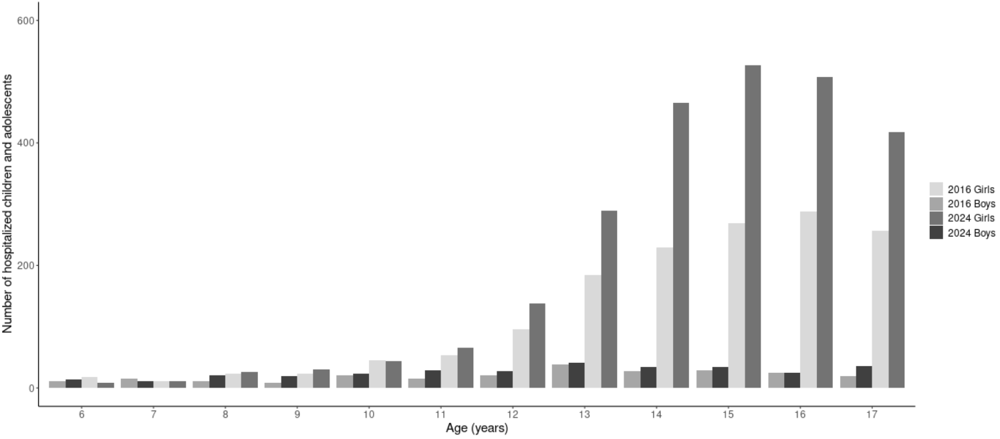 Number of hospitalized children and adolescents
600
400
200
0
6 7 8 9 10 11 12 13 14 15 16 17
Age (years)
2016 Girls
2016 Boys
2024 Girls
2024 Boys